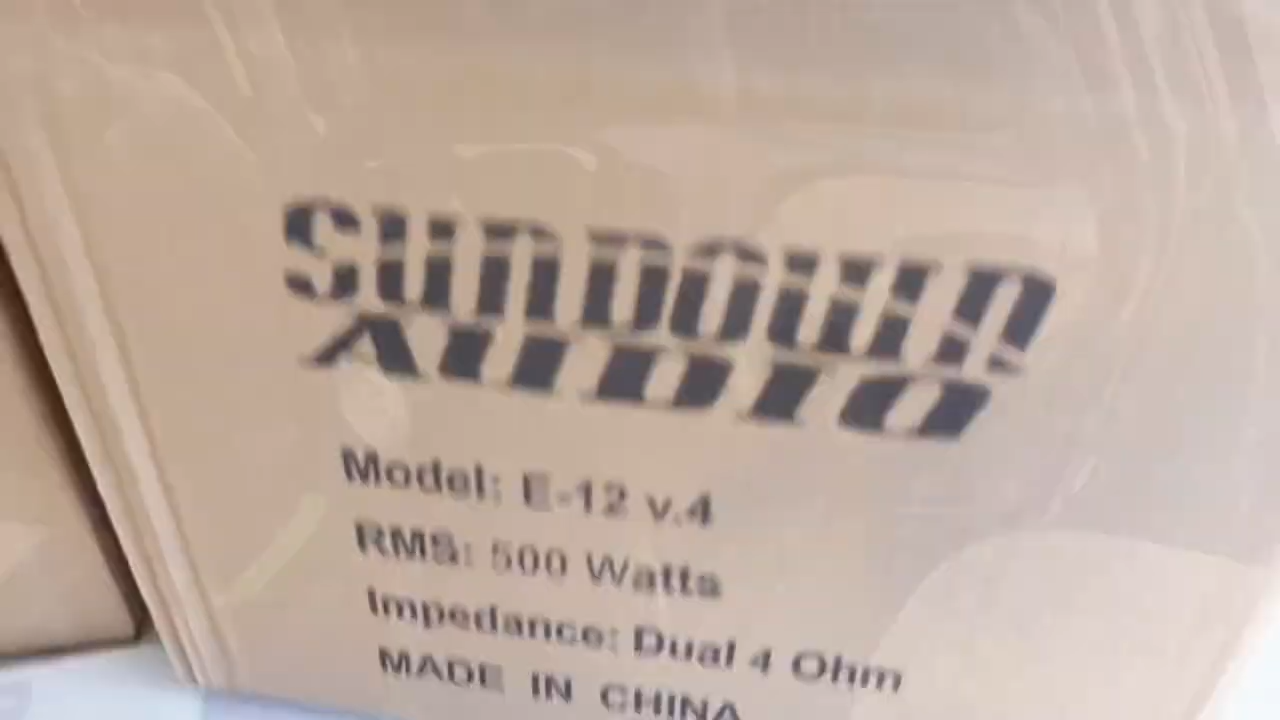 SUNDOWN
AUDIO
Model: E-12 v.4
RMS: 500 Watts
Impedance: Dual 4 Ohm
MADE IN CHINA